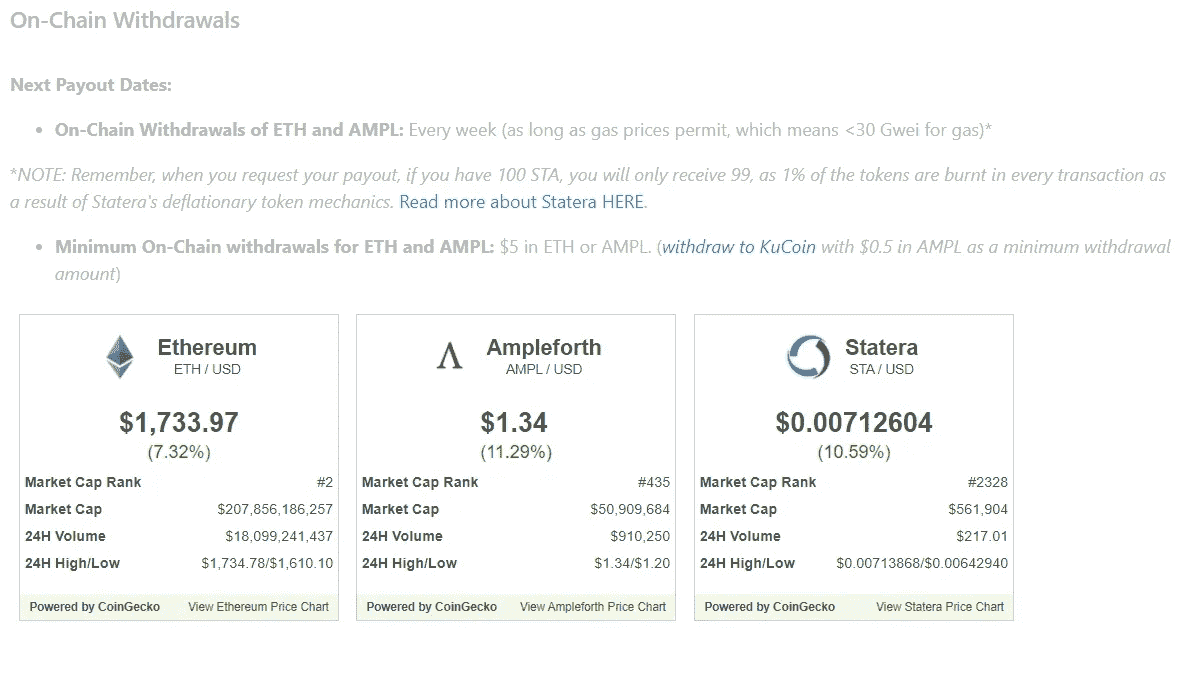 On-Chain Withdrawals
Next Payout Dates:
• On-Chain Withdrawals of ETH and AMPL: Every week (as long as gas prices permit, which means <30 Gwei for gas)*
*NOTE: Remember, when you request your payout, if you have 100 STA, you will only receive 99, as 1% of the tokens are burnt in every transaction as
a result of Statera's deflationary token mechanics. Read more about Statera HERE.
• Minimum On-Chain withdrawals for ETH and AMPL: $5 in ETH or AMPL. (withdraw to KuCoin with $0.5 in AMPL as a minimum withdrawal
amount)
Ethereum
ETH / USD
$1,733.97
(7.32%)
Market Cap Rank #2
Market Cap $207,856,186,257
24H Volume $18,099,241,437
24H High/Low $1,734.78/$1,610.10
Powered by CoinGecko View Ethereum Price Chart
Ampleforth
AMPL / USD
$1.34
(11.29%)
Market Cap Rank #435
Market Cap $50,909,684
24H Volume $910,250
24H High/Low $1.34/$1.20
Powered by CoinGecko View Ampleforth Price Chart
Statera
STA / USD
$0.00712604
(10.59%)
Market Cap Rank #2328
Market Cap $561,904
24H Volume $217.01
24H High/Low $0.00713868/$0.00642940
Powered by CoinGecko View Statera Price Chart